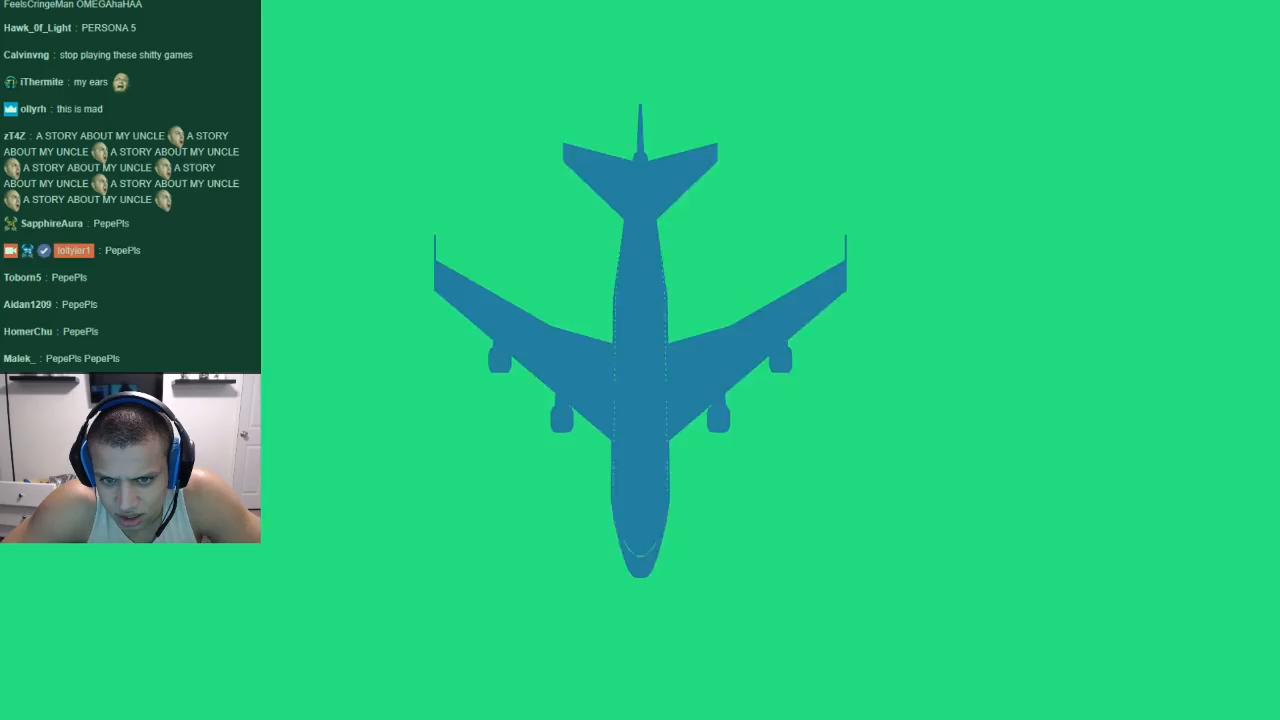 FeelsCringeMan OMEGAhaHAA
Hawk_0f_Light : PERSONA 5
Calvinvng : stop playing these shitty games
iThermite : my ears
ollyrh : this is mad
zT4Z : A STORY ABOUT MY UNCLE A STORY
ABOUT MY UNCLE A STORY ABOUT MY UNCLE
A STORY ABOUT MY UNCLE A STORY
ABOUT MY UNCLE A STORY ABOUT MY UNCLE
A STORY ABOUT MY UNCLE
SapphireAura : PepePls
loltyler1 : PepePls
Toborn5 : PepePls
Aidan1209 : PepePls
HomerChu : PepePls
Malek_ : PepePls PepePls